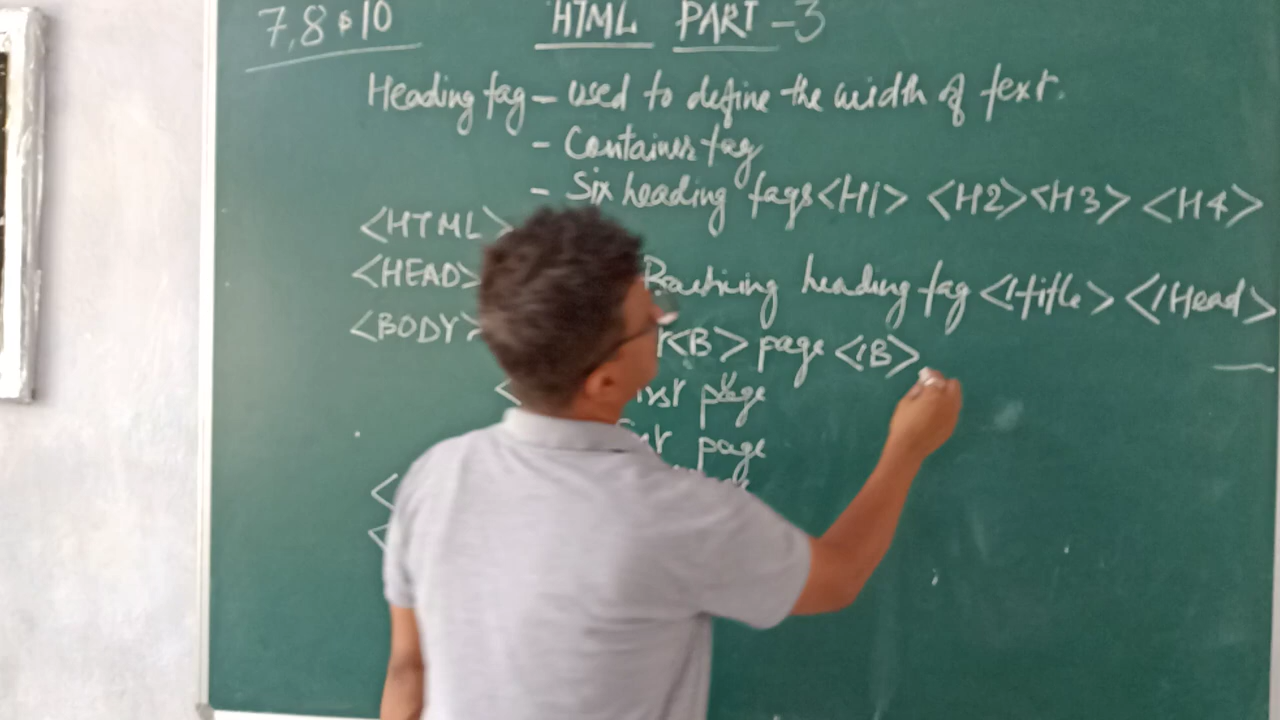 7,8 & 10
HTML PART -3
Heading tag - used to define the width of text.
- Container tag
- Six heading tags <H1> <H2> <H3> <H4>
<HTML>
<HEAD> heading tag </title> </Head>
<BODY> <B> page </B>
page
page